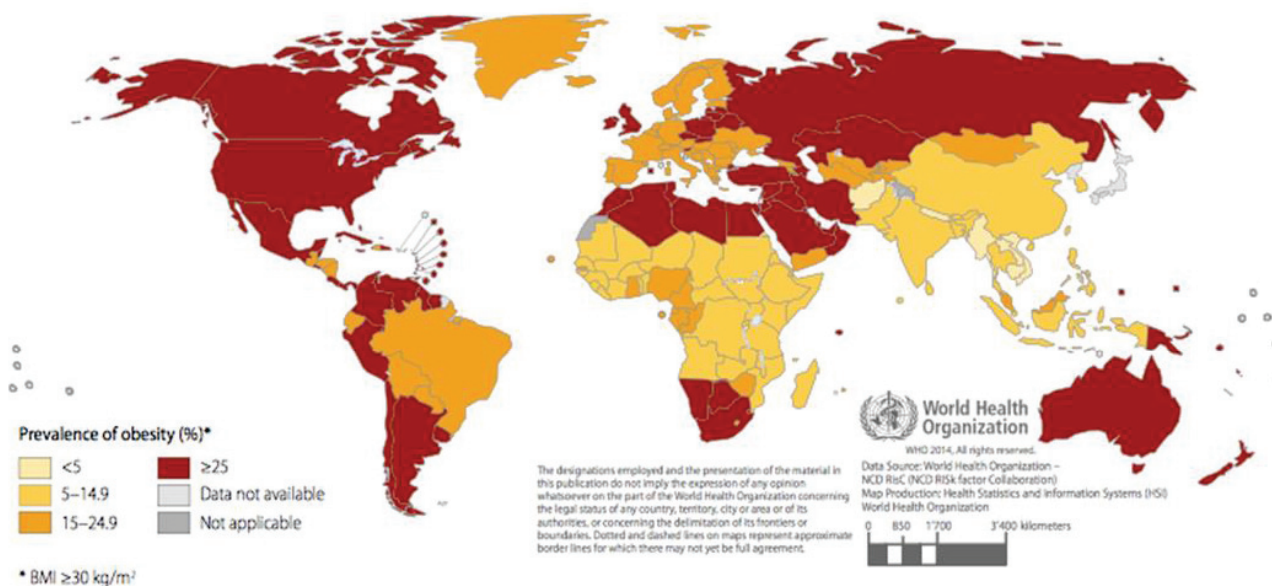 Prevalence of obesity (%)*
<5
5–14.9
15–24.9
≥25
Data not available
Not applicable
* BMI ≥30 kg/m²
The designations employed and the presentation of the material in
this publication do not imply the expression of any opinion
whatsoever on the part of the World Health Organization concerning
the legal status of any country, territory, city or area or of its
authorities, or concerning the delimitation of its frontiers or
boundaries. Dotted and dashed lines on maps represent approximate
border lines for which there may not yet be full agreement.
World Health
Organization
WHO 2014, All rights reserved.
Data Source: World Health Organization –
NCD RisC (NCD RISk factor Collaboration)
Map Production: Health Statistics and Information Systems (HSI)
World Health Organization
0 850 1'700 3'400 kilometers